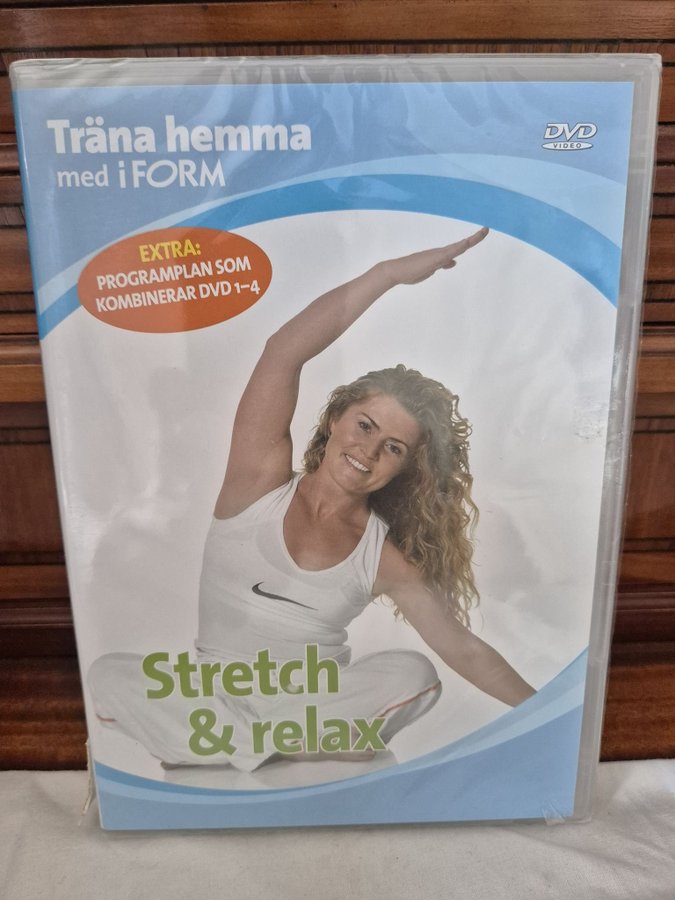 Träna hemma
med iFORM
DVD
VIDEO
EXTRA:
PROGRAMPLAN SOM
KOMBINERAR DVD 1–4
Stretch
& relax